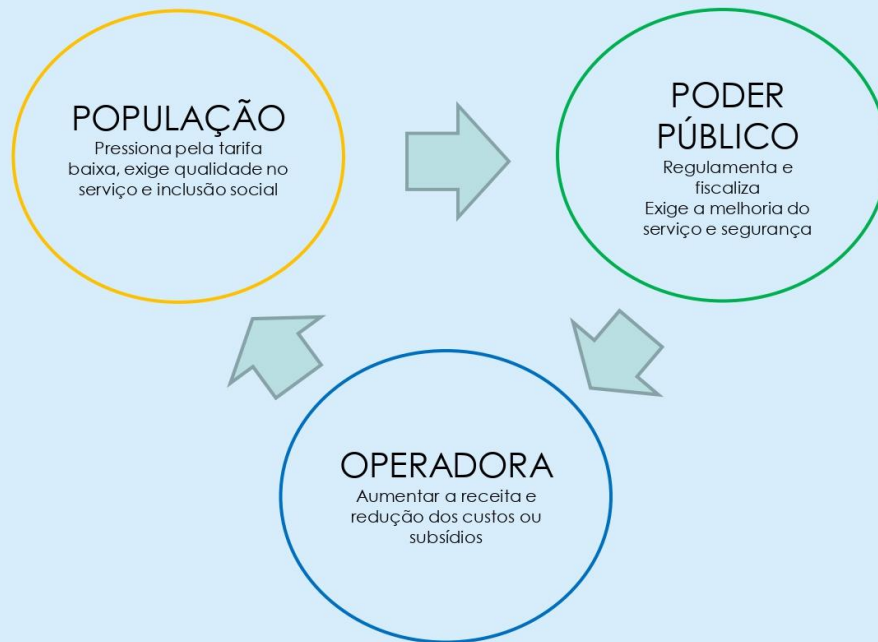 POPULAÇÃO
Pressiona pela tarifa
baixa, exige qualidade no
serviço e inclusão social
PODER
PÚBLICO
Regulamenta e
fiscaliza
Exige a melhoria do
serviço e segurança
OPERADORA
Aumentar a receita e
redução dos custos ou
subsídios